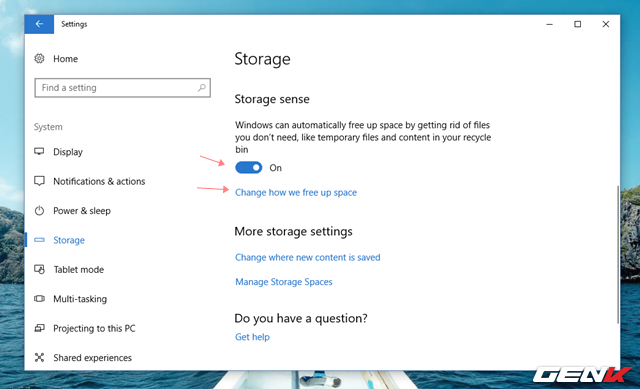 Settings
Home
Find a setting
System
Display
Notifications & actions
Power & sleep
Storage
Tablet mode
Multi-tasking
Projecting to this PC
Shared experiences
Storage
Storage sense
Windows can automatically free up space by getting rid of files
you don't need, like temporary files and content in your recycle
bin
On
Change how we free up space
More storage settings
Change where new content is saved
Manage Storage Spaces
Do you have a question?
Get help
GENK